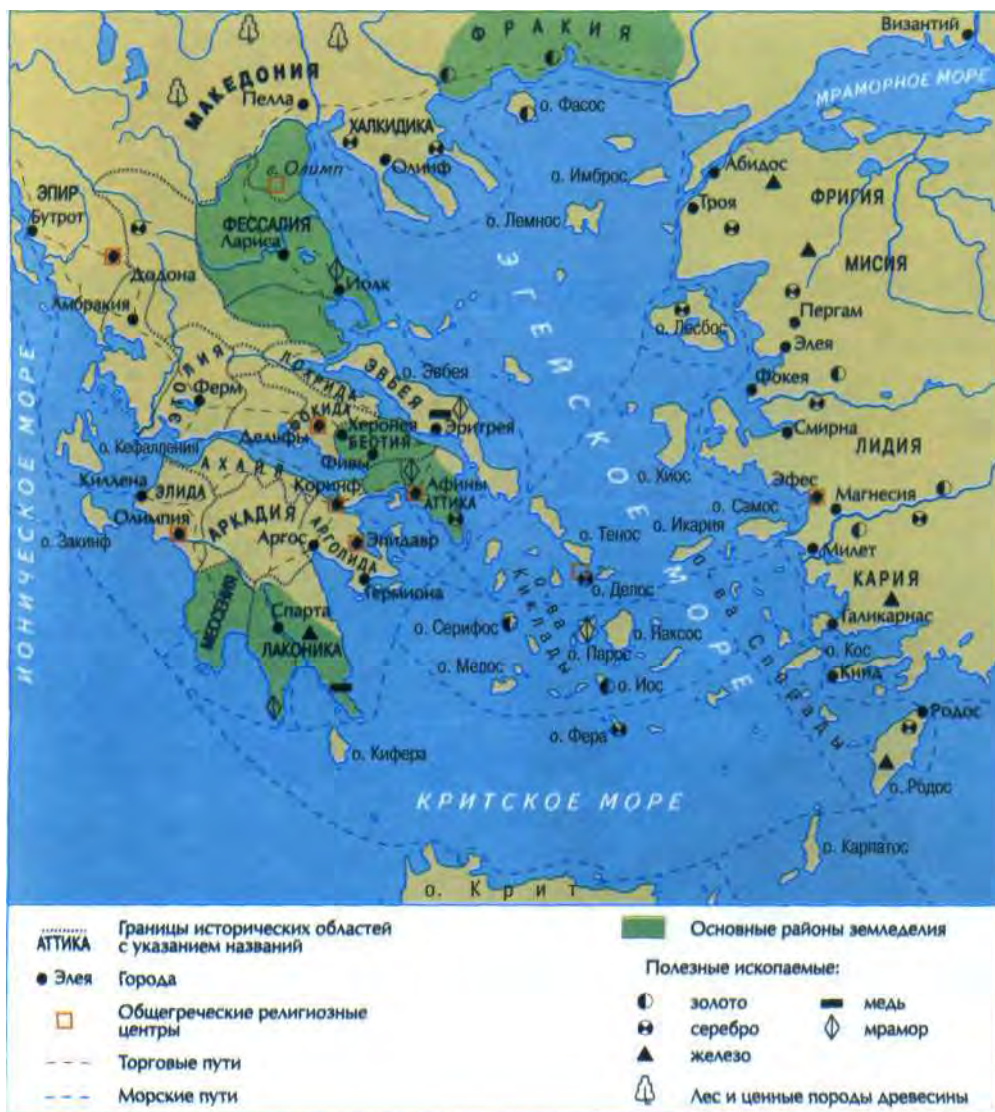 Византий
ФРАКИЯ
МРАМОРНОЕ МОРЕ
МАКЕДОНИЯ
Пелла
о. Фасос
ХАЛКИДИКА
Олинф
г. Олимп
Абидос
о. Имброс
ЭПИР
Бутрот
ФРИГИЯ
Троя
о. Лемнос
ФЕССАЛИЯ
Лариса
ЭГЕЙСКОЕ МОРЕ
МИСИЯ
Додона
Иолк
Амбракия
о. Лесбос
Пергам
Элея
ИОНИЧЕСКОЕ МОРЕ
ЭТОЛИЯ
ЛОКРИДА
ЭВБЕЯ
о. Эвбея
Фокея
Ферм
ФОКИДА
Херонея
Эритрея
Дельфы
БЕОТИЯ
Смирна
ЛИДИЯ
о. Кефалления
Фивы
АХАЙЯ
о. Хиос
Киллена
ЭЛИДА
Коринф
Афины
АТТИКА
Эфес
Магнесия
о. Самос
Олимпия
АРКАДИЯ
о. Икария
о. Закинф
Аргос
АРГОЛИДА
Эпидавр
о. Тенос
Милет
Гермиона
о-ва Киклады
о. Делос
КАРИЯ
МЕССЕНИЯ
Спарта
о. Серифос
о. Наксос
о-ва Спорады
Галикарнас
ЛАКОНИКА
о. Парос
о. Кос
о. Мелос
о. Иос
Книд
о. Фера
Родос
о. Кифера
о. Родос
КРИТСКОЕ МОРЕ
о. Карпатос
о. Крит
АТТИКА
Границы исторических областей
с указанием названий
Элея
Города
Общегреческие религиозные
центры
Торговые пути
Морские пути
Основные районы земледелия
Полезные ископаемые:
золото
медь
серебро
мрамор
железо
Лес и ценные породы древесины